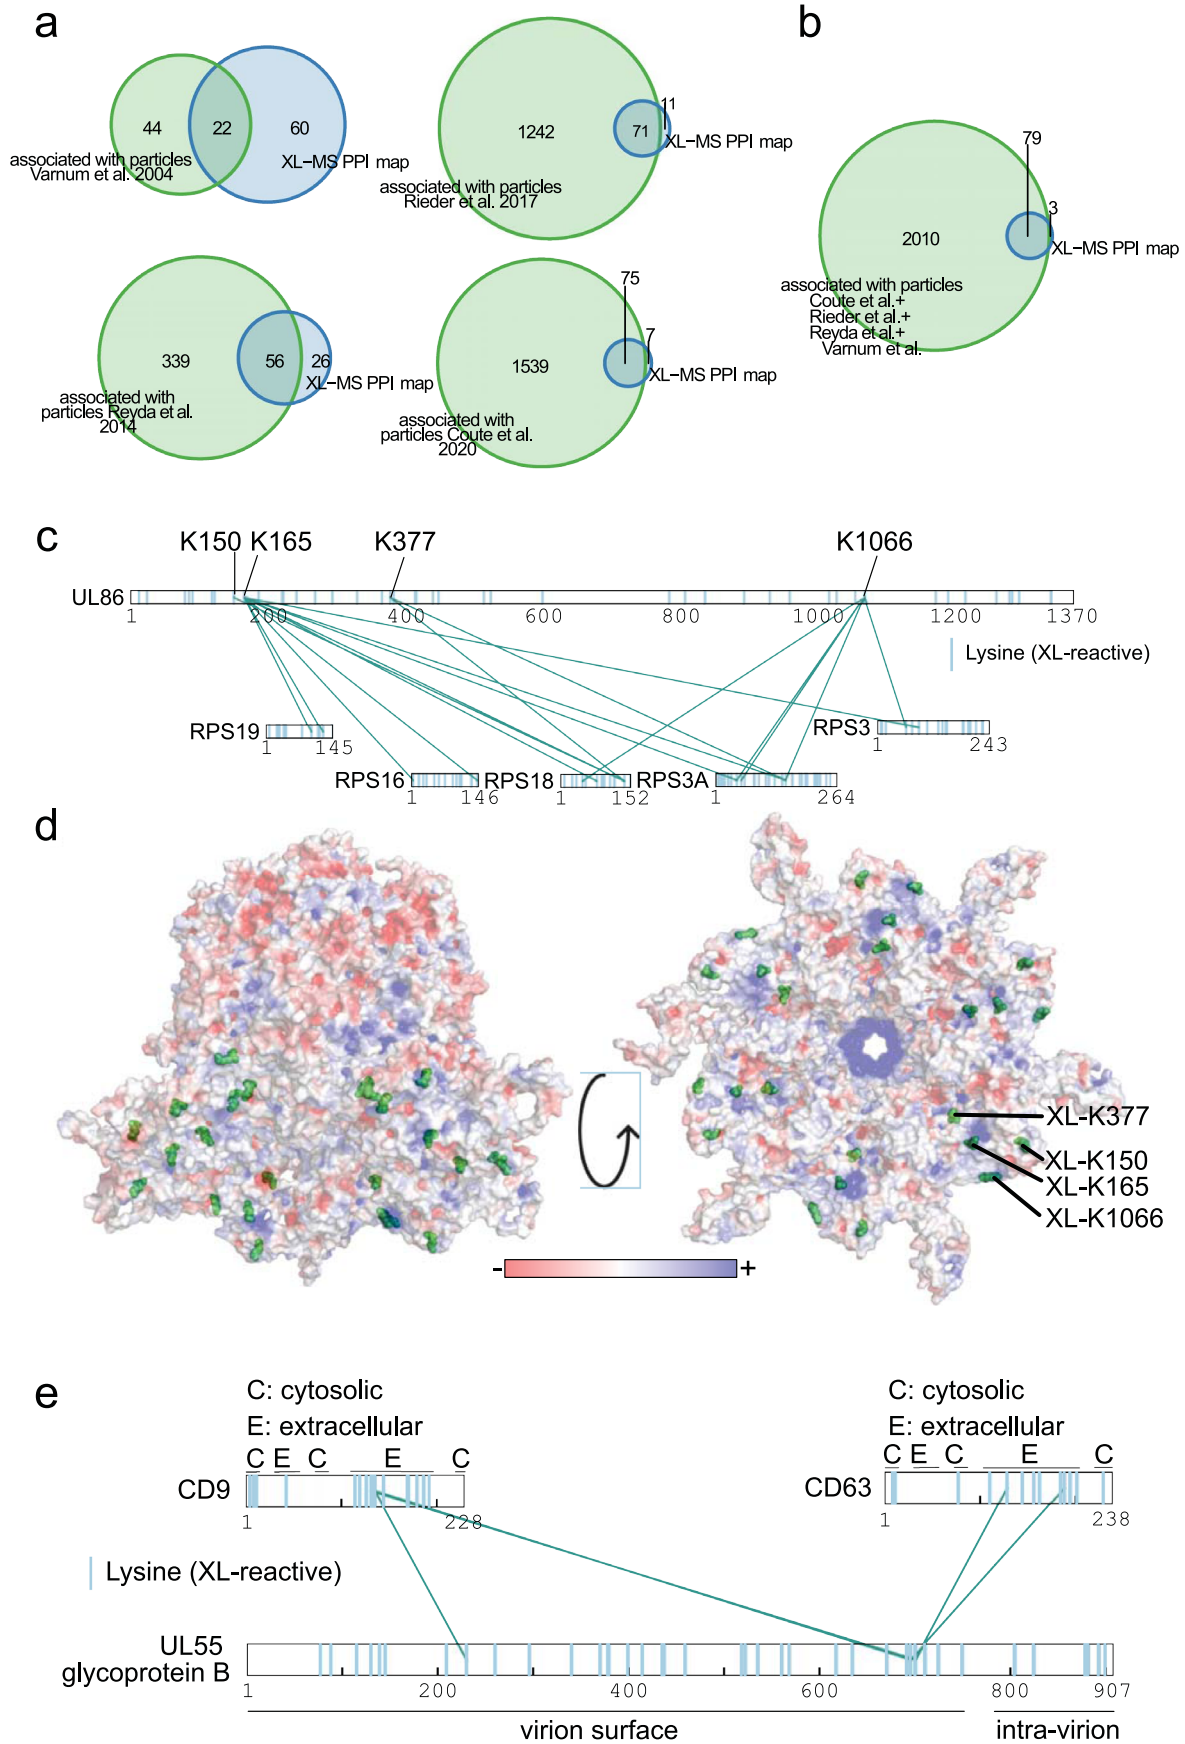 a
b
44
22
60
associated with particles
Varnum et al. 2004
XL−MS PPI map
1242
71
11
XL−MS PPI map
associated with particles
Rieder et al. 2017
79
3
2010
XL−MS PPI map
associated with particles
Coute et al.+
Rieder et al.+
Reyda et al.+
Varnum et al.
339
56
26
XL−MS PPI map
associated with
particles Reyda et al.
2014
75
7
1539
XL−MS PPI map
associated with
particles Coute et al.
2020
c
K150
K165
K377
K1066
UL86
1
200
400
600
800
1000
1200
1370
Lysine (XL-reactive)
RPS19
1
145
RPS3
1
243
RPS16
1
146
RPS18
1
152
RPS3A
1
264
d
XL-K377
XL-K150
XL-K165
XL-K1066
-
+
e
C: cytosolic
E: extracellular
C E C E C
CD9
1
228
C: cytosolic
E: extracellular
C E C E C
CD63
1
238
Lysine (XL-reactive)
UL55
glycoprotein B
1
200
400
600
800
907
virion surface
intra-virion